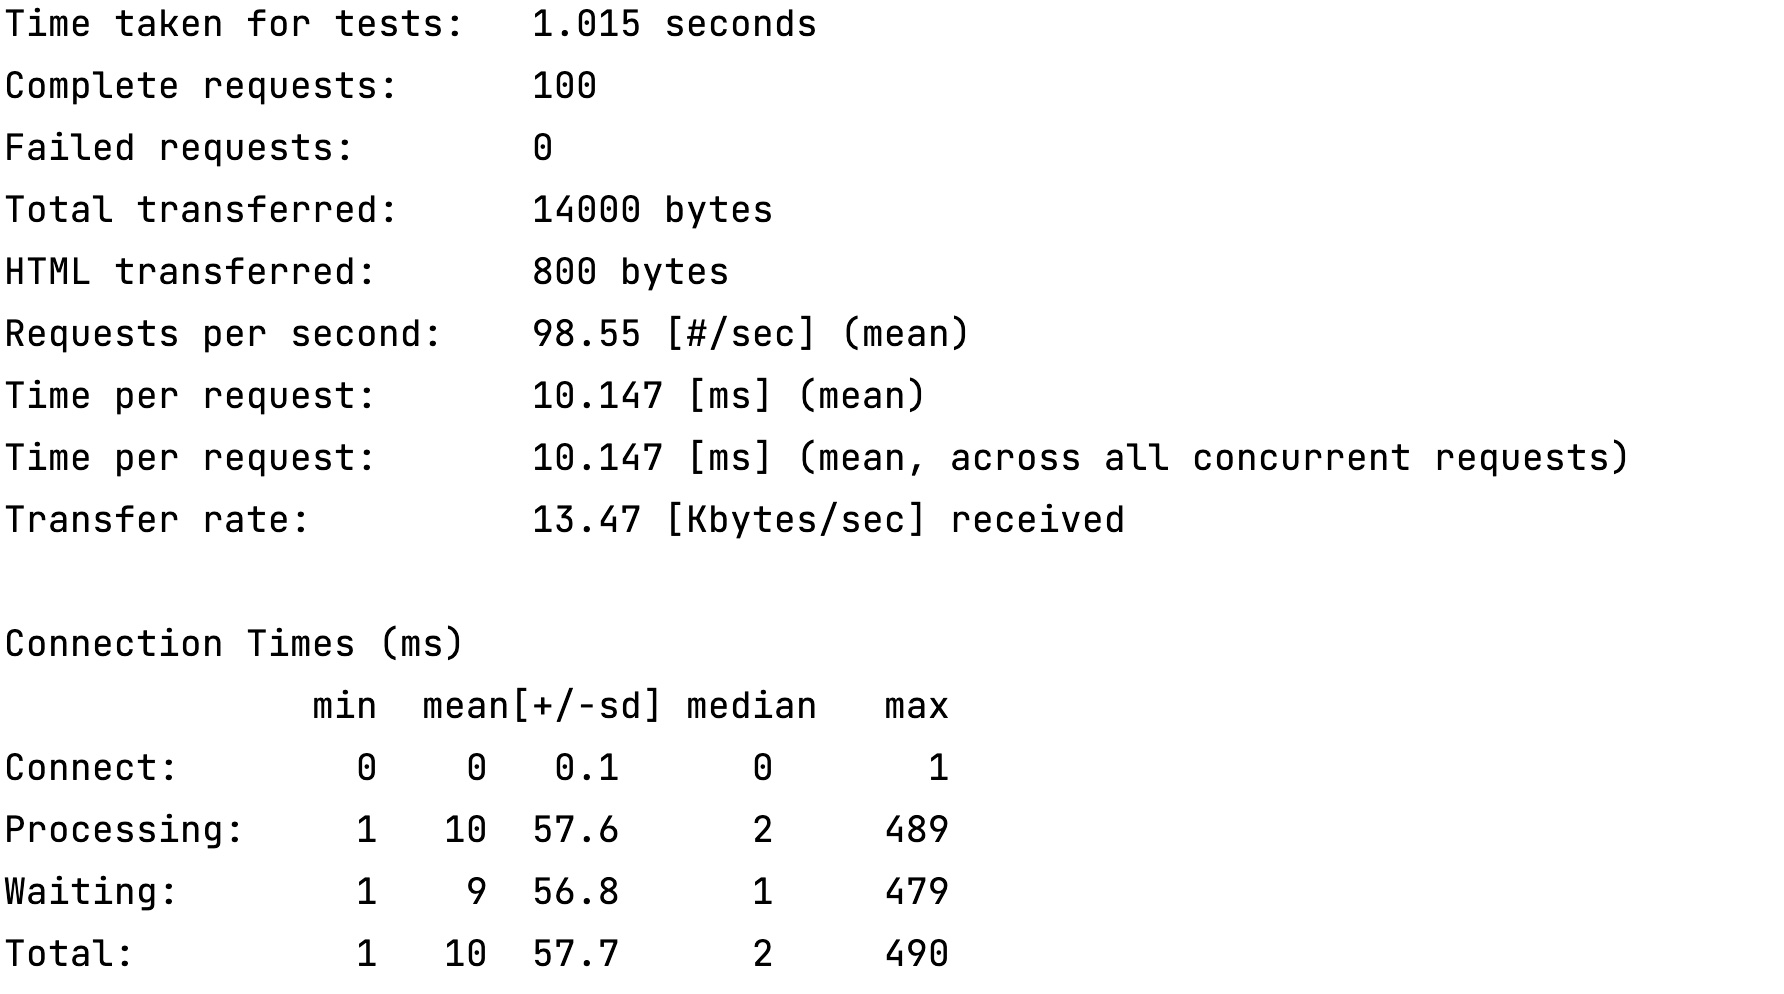 Time taken for tests:   1.015 seconds
Complete requests:      100
Failed requests:        0
Total transferred:      14000 bytes
HTML transferred:       800 bytes
Requests per second:    98.55 [#/sec] (mean)
Time per request:       10.147 [ms] (mean)
Time per request:       10.147 [ms] (mean, across all concurrent requests)
Transfer rate:          13.47 [Kbytes/sec] received

Connection Times (ms)
              min  mean[+/-sd] median   max
Connect:        0    0   0.1      0       1
Processing:     1   10  57.6      2     489
Waiting:        1    9  56.8      1     479
Total:          1   10  57.7      2     490